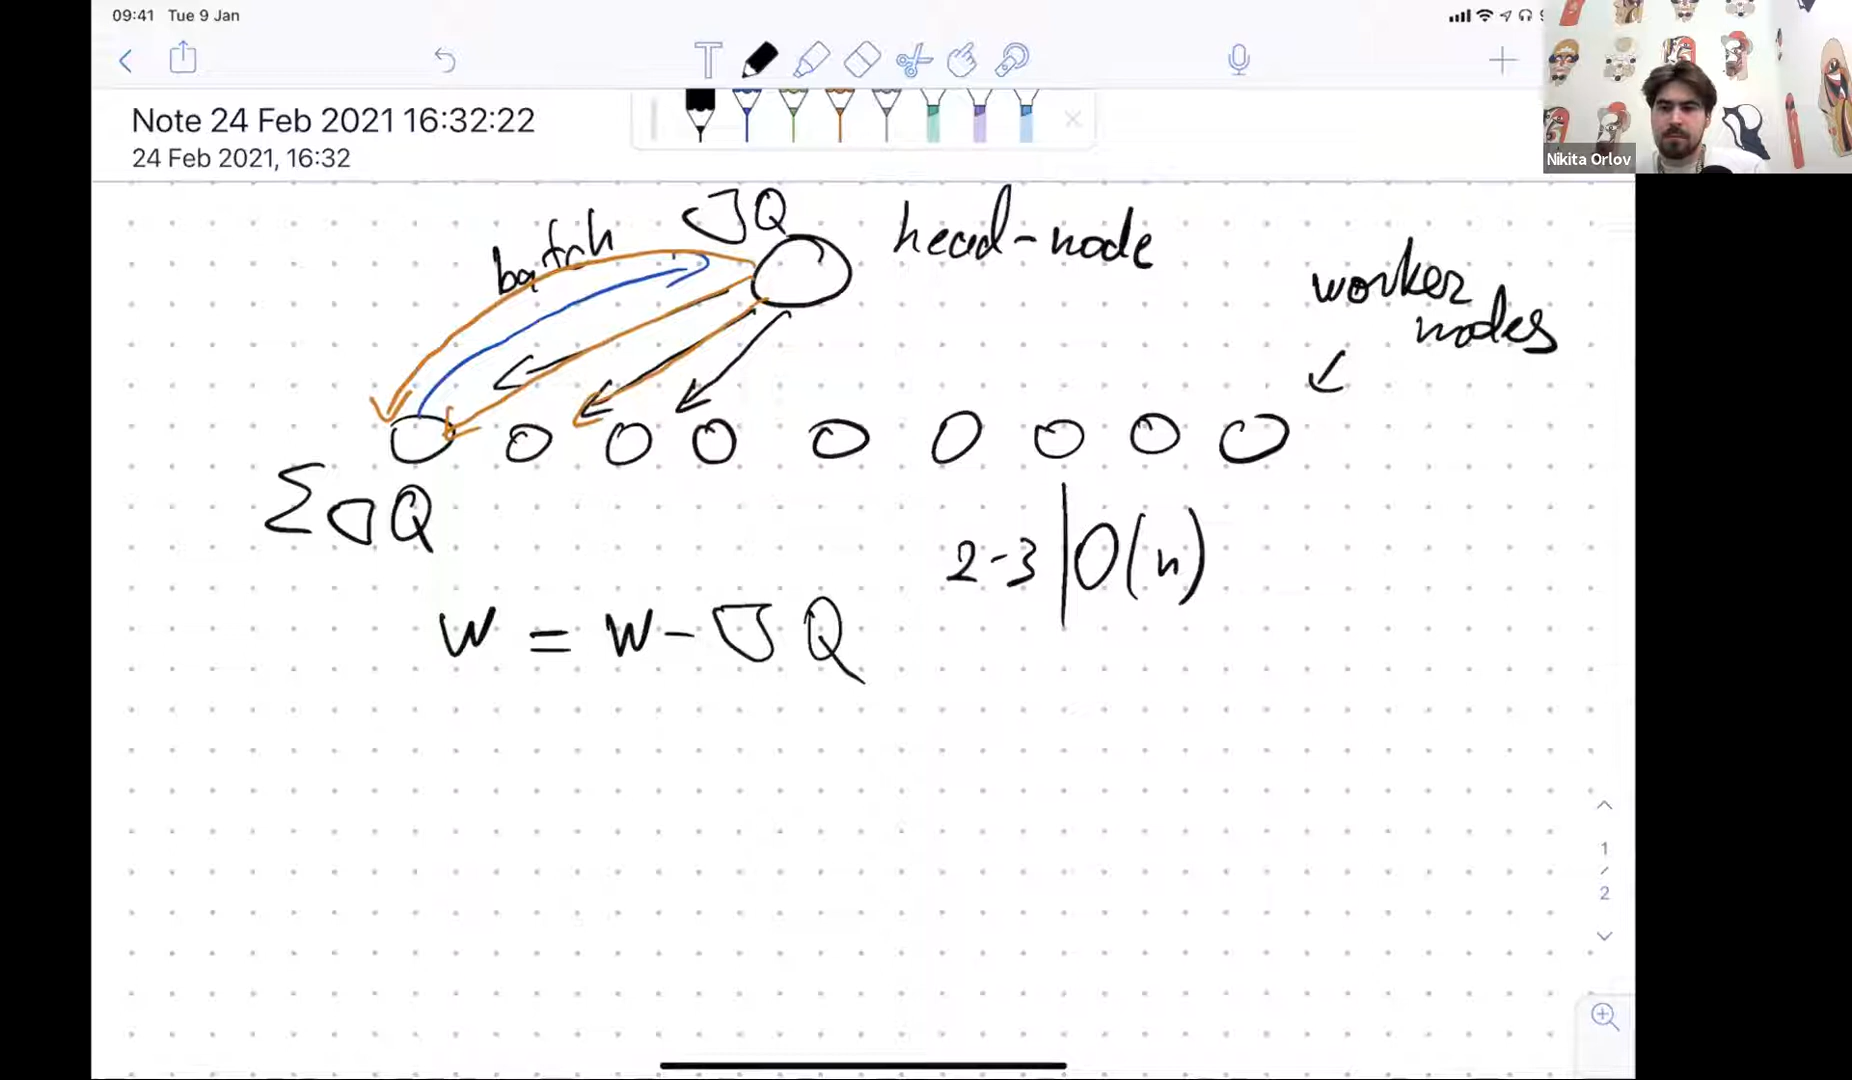 09:41 Tue 9 Jan
T
Note 24 Feb 2021 16:32:22
24 Feb 2021, 16:32
Nikita Orlov
∇Q
batch
head-node
worker
nodes
Σ∇Q
2-3 | O(n)
W = W - ∇Q
1
2